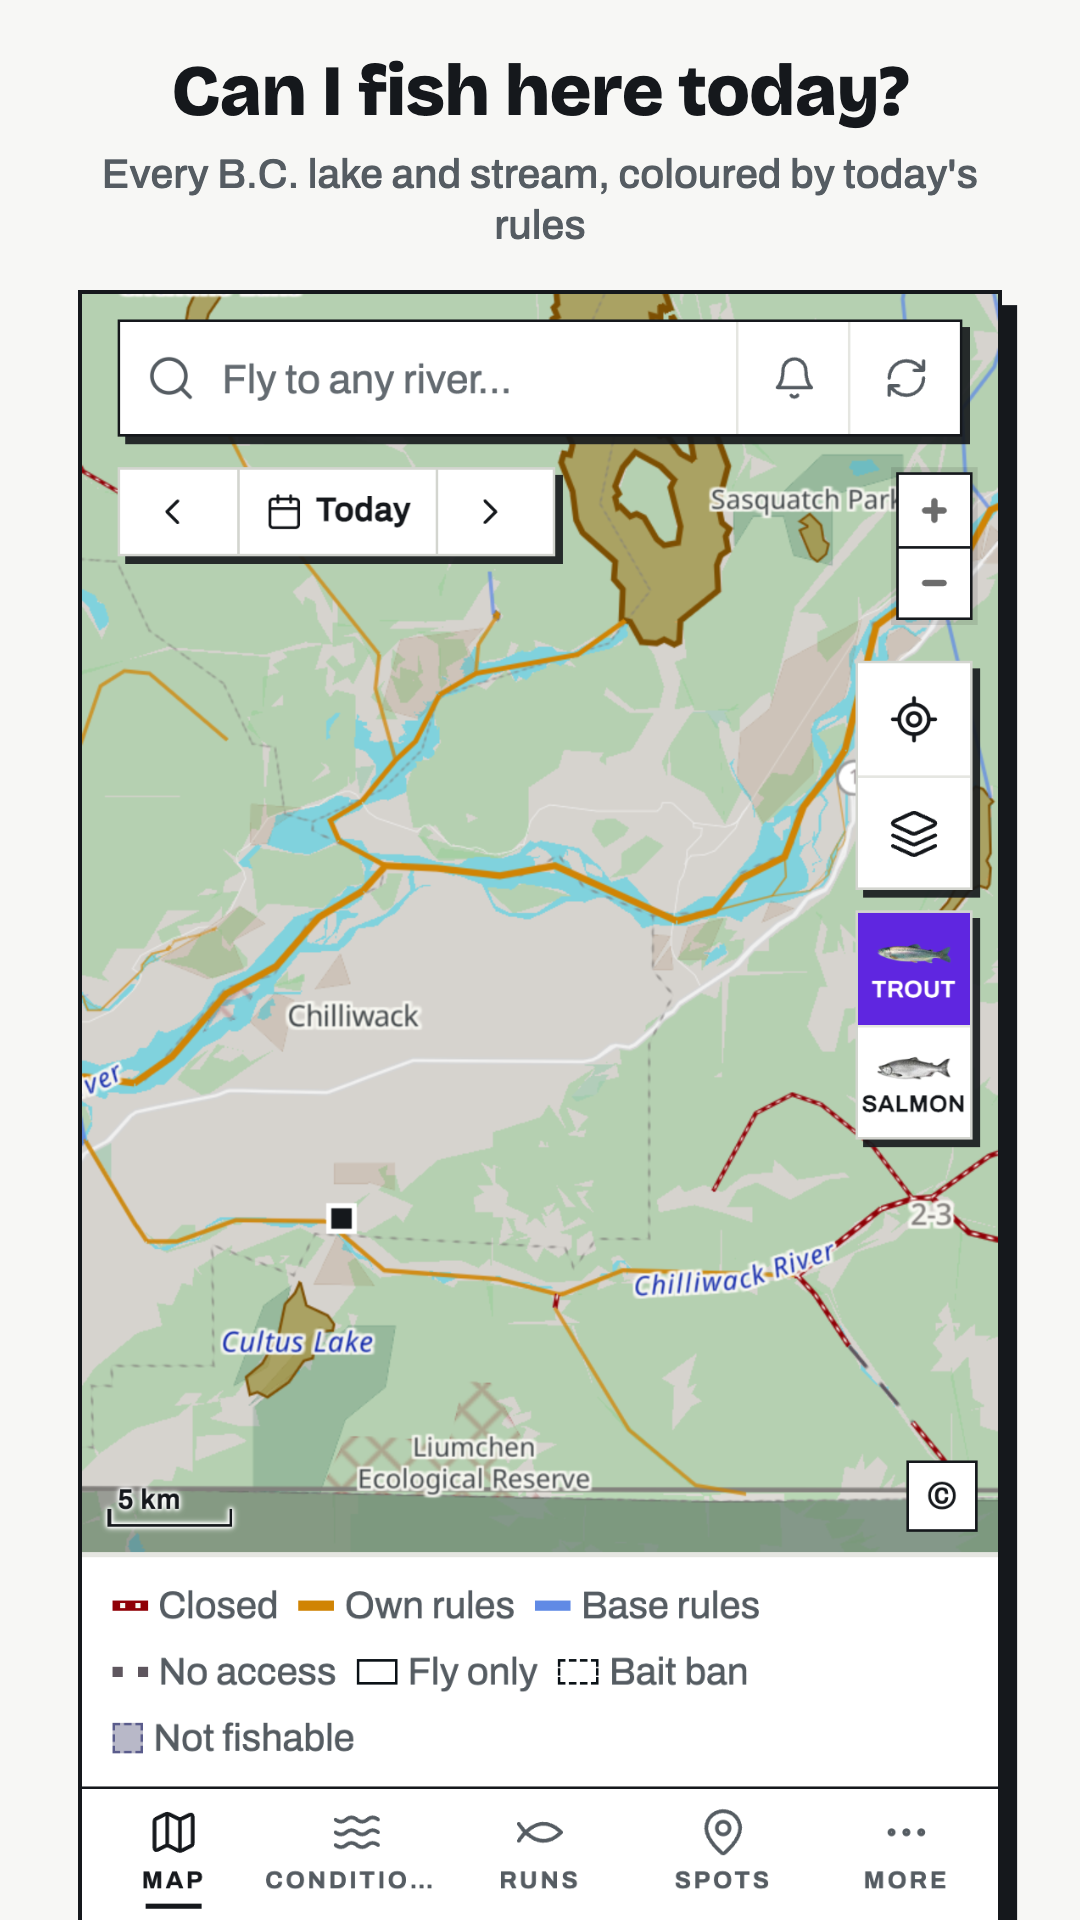 Can I fish here today?
Every B.C. lake and stream, coloured by today's
rules
Fly to any river...
Today
Sasquatch Park
+
−
TROUT
SALMON
Chilliwack
ver
2-3
Chilliwack River
Cultus Lake
Liumchen
Ecological Reserve
5 km
©
Closed Own rules Base rules
No access Fly only Bait ban
Not fishable
MAP CONDITIO... RUNS SPOTS MORE